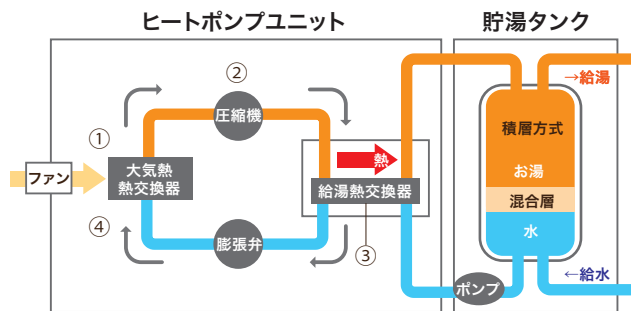 ヒートポンプユニット
貯湯タンク
②
圧縮機
→給湯
①
積層方式
熱
ファン
大気熱
熱交換器
お湯
給湯熱交換器
混合層
④
膨張弁
③
水
←給水
ポンプ